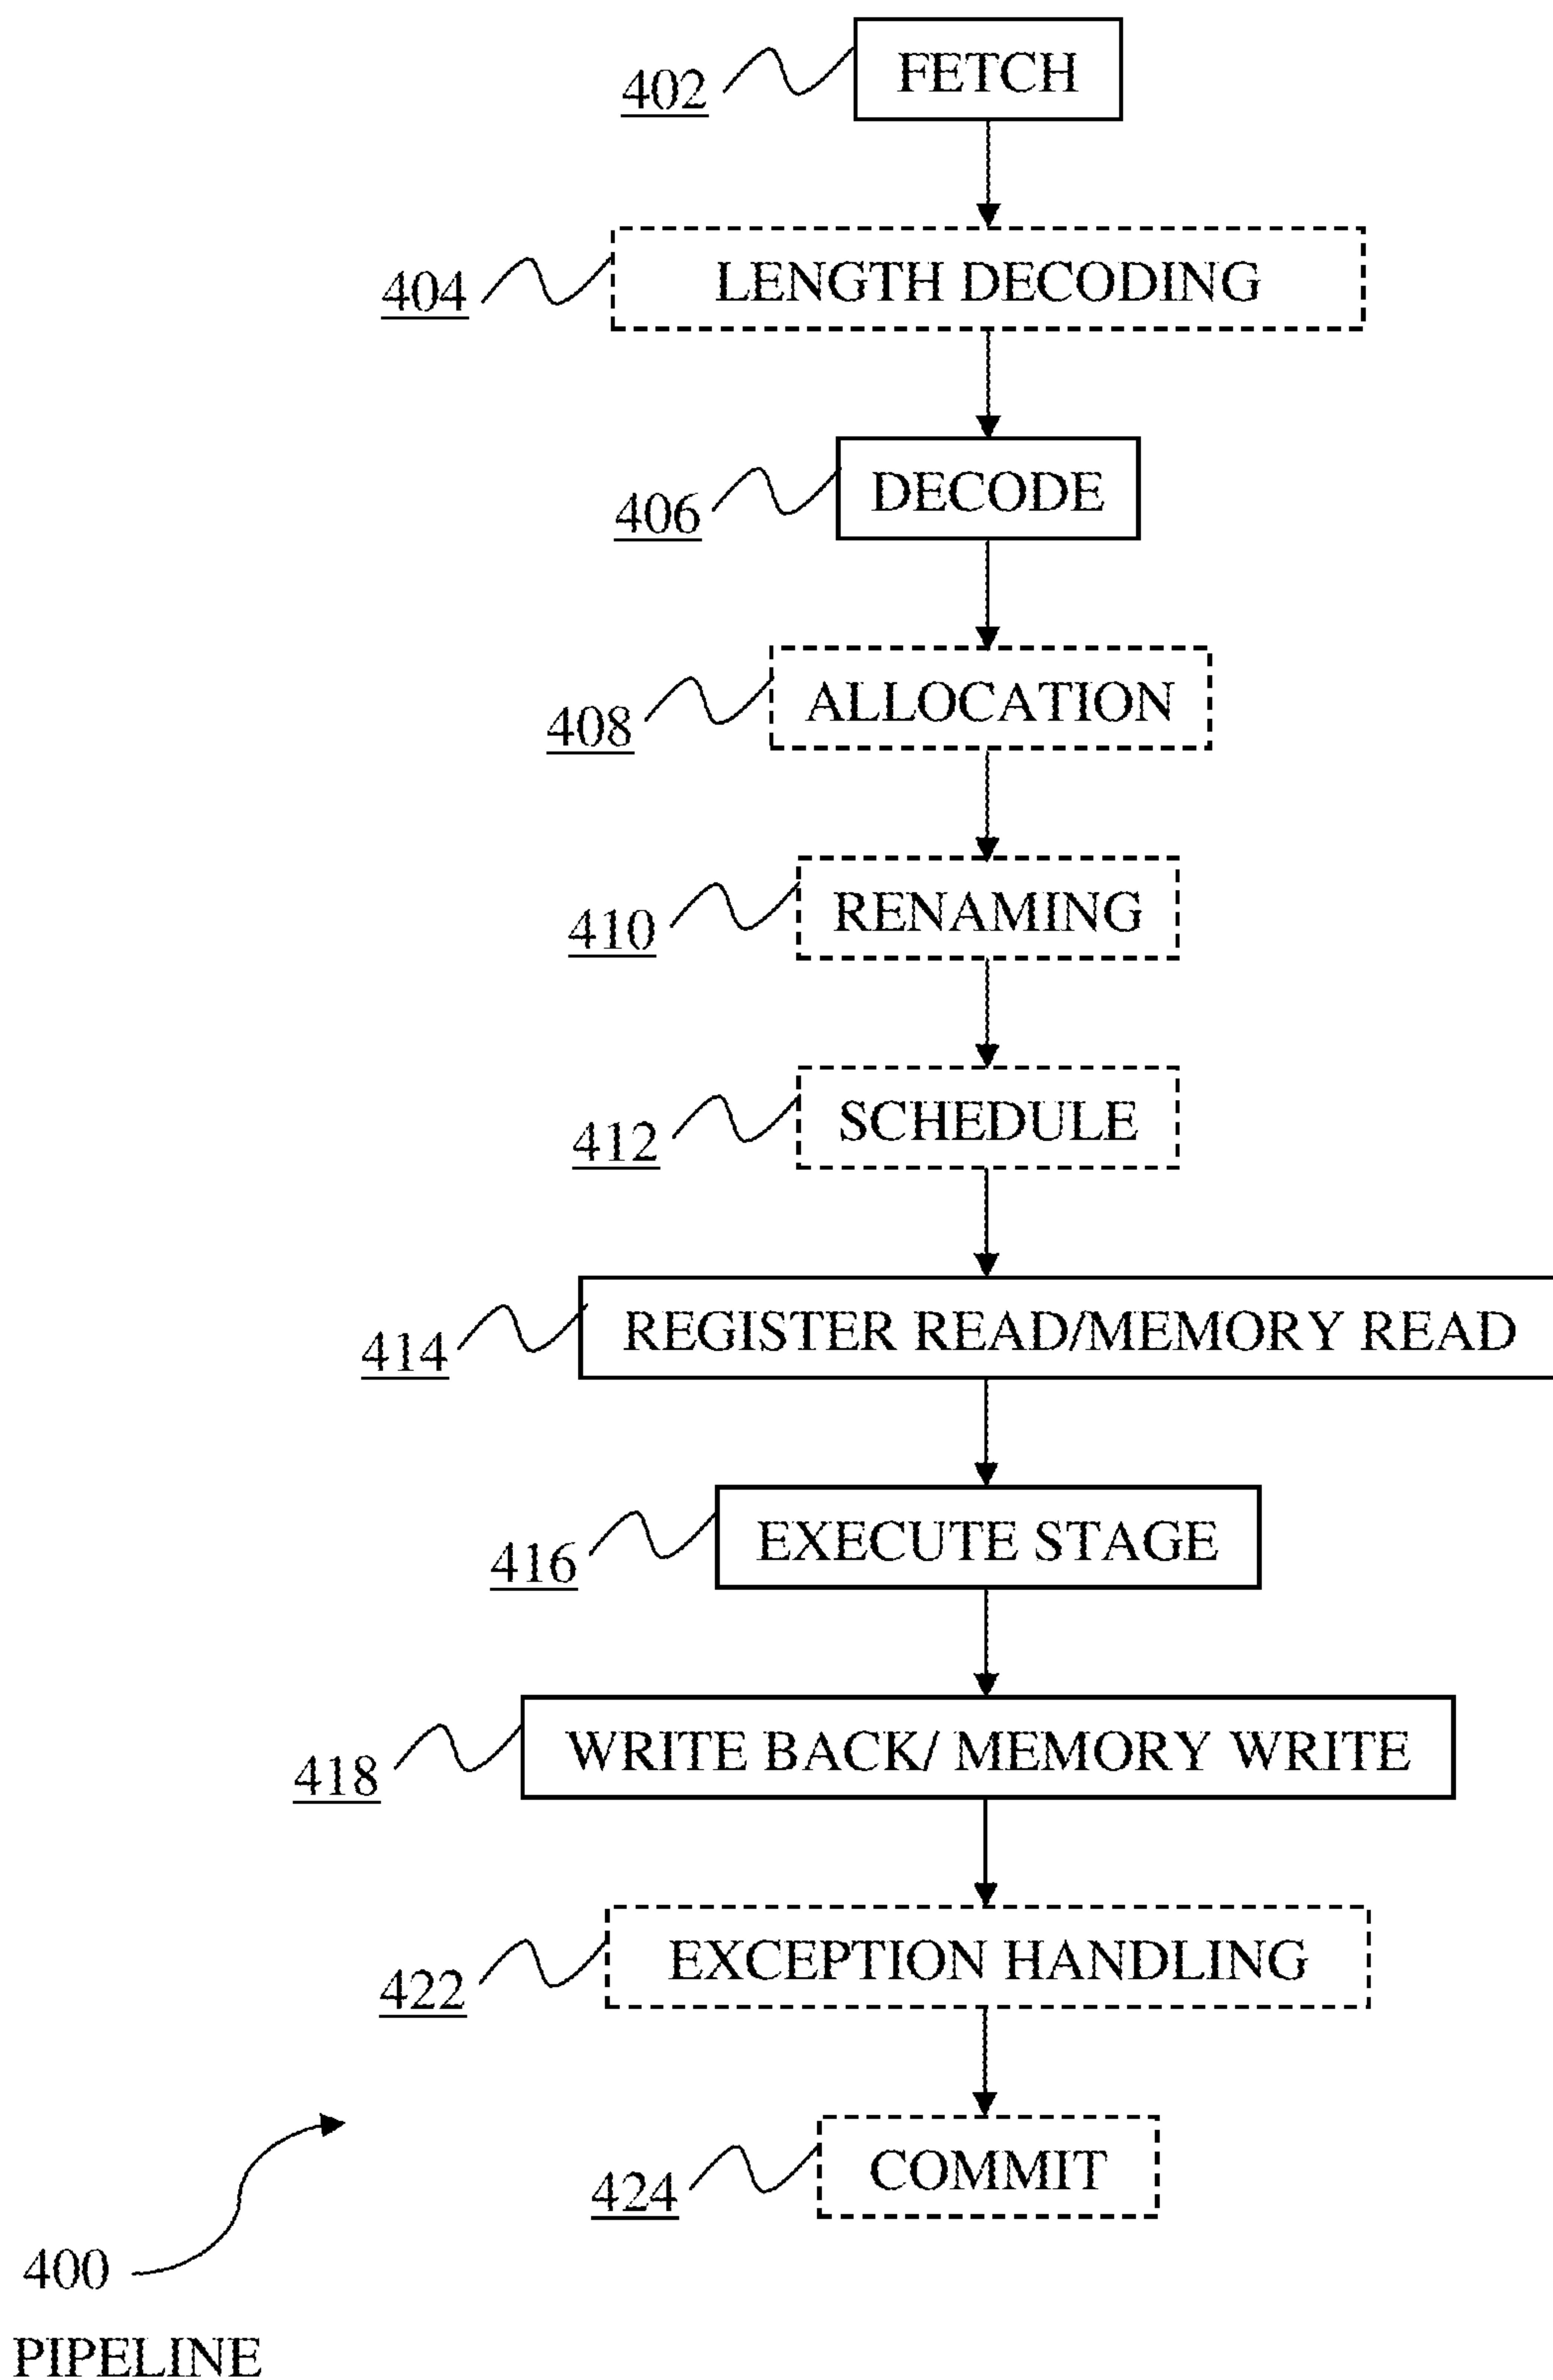 FETCH
402
LENGTH DECODING
404
DECODE
406
ALLOCATION
408
RENAMING
410
SCHEDULE
412
REGISTER READ/MEMORY READ
414
EXECUTE STAGE
416
WRITE BACK/ MEMORY WRITE
418
EXCEPTION HANDLING
422
COMMIT
424
400
PIPELINE